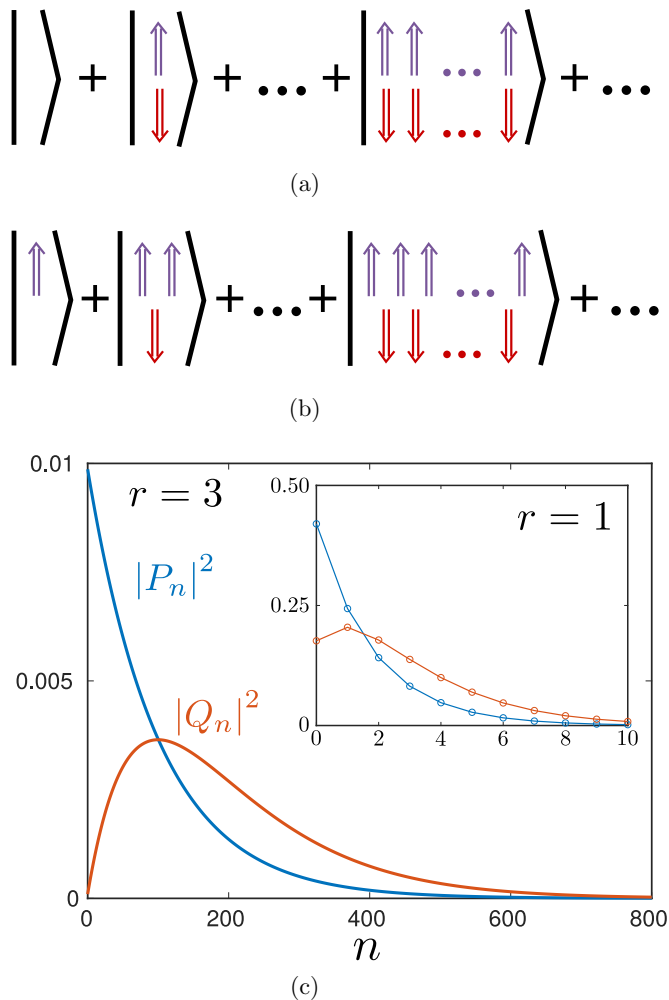 + + ... + + ...
(a)
+ + ... + + ...
(b)
0.01
r = 3
|P_n|^2
0.005
|Q_n|^2
0
0 200 400 600 800
n
0.50
r = 1
0.25
0
0 2 4 6 8 10
(c)